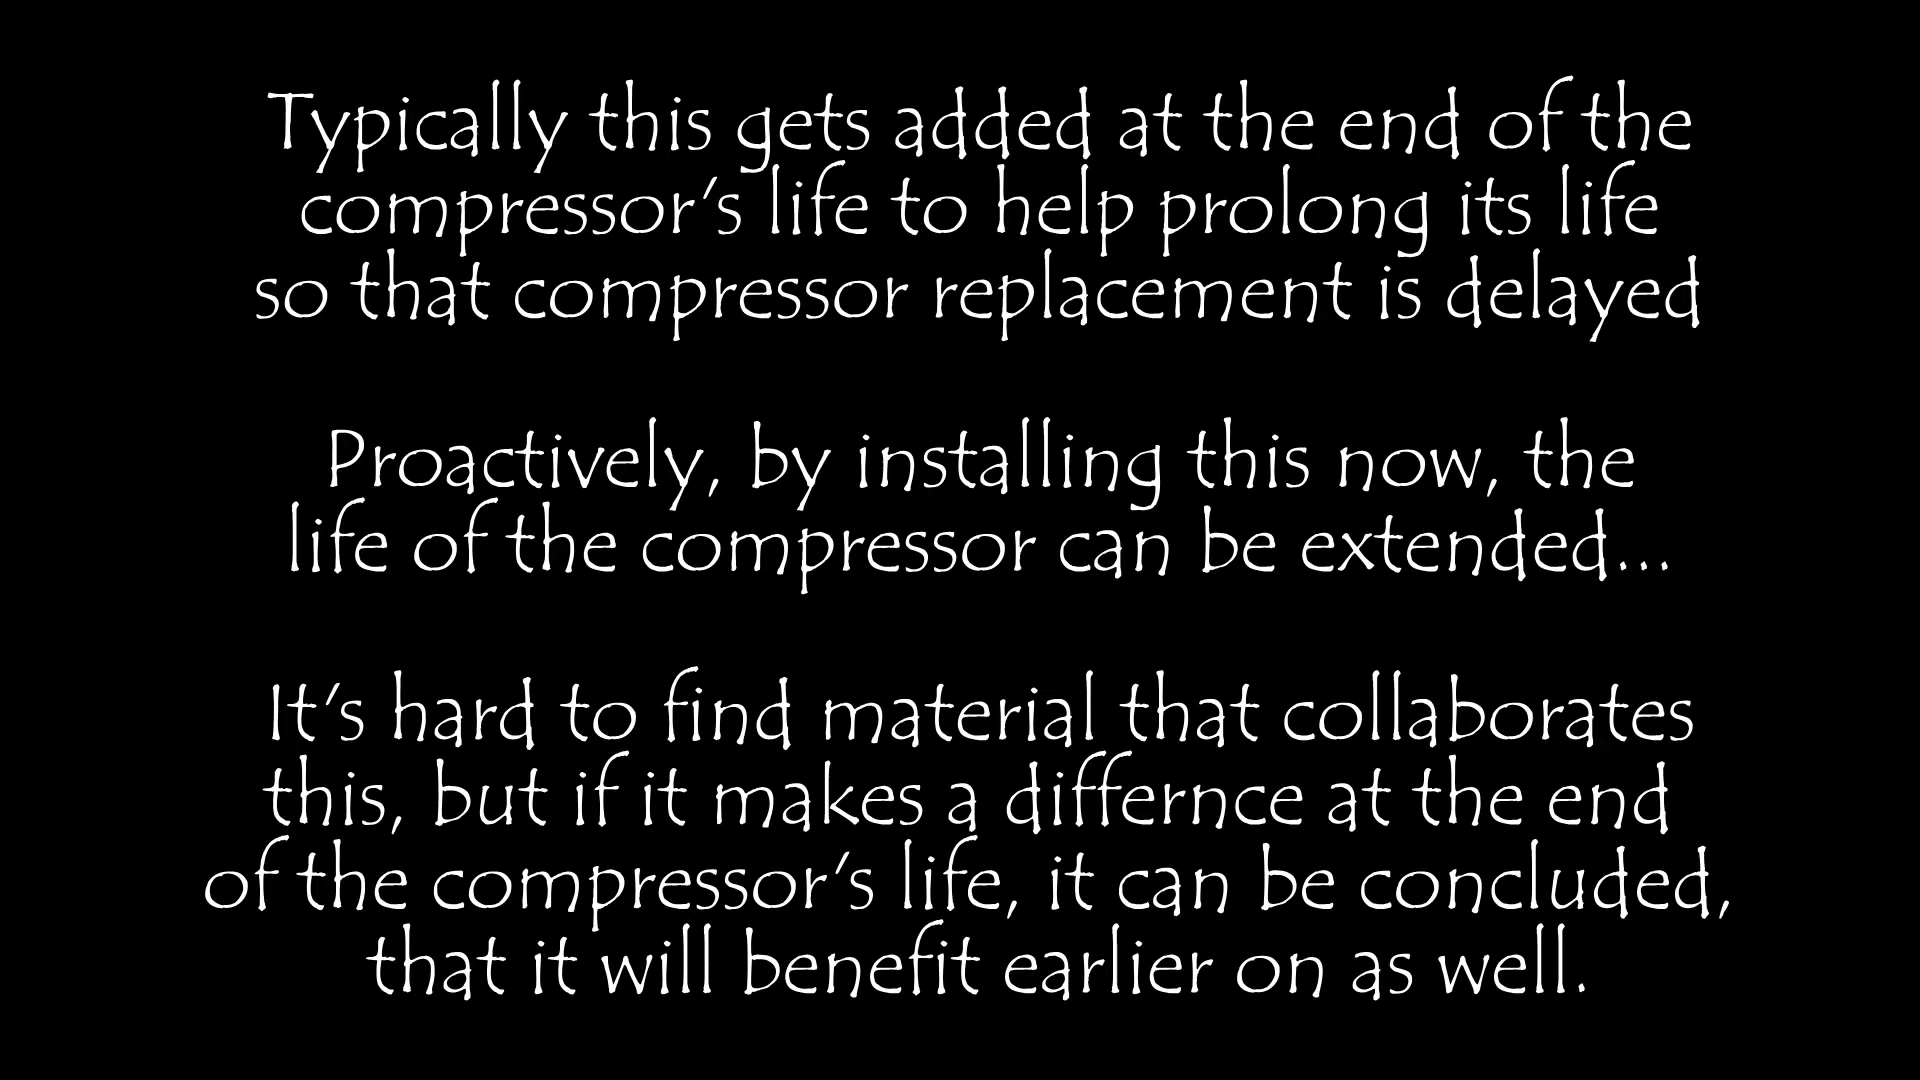 Typically this gets added at the end of the
compressor's life to help prolong its life
so that compressor replacement is delayed
Proactively, by installing this now, the
life of the compressor can be extended...
It's hard to find material that collaborates
this, but if it makes a differnce at the end
of the compressor's life, it can be concluded,
that it will benefit earlier on as well.